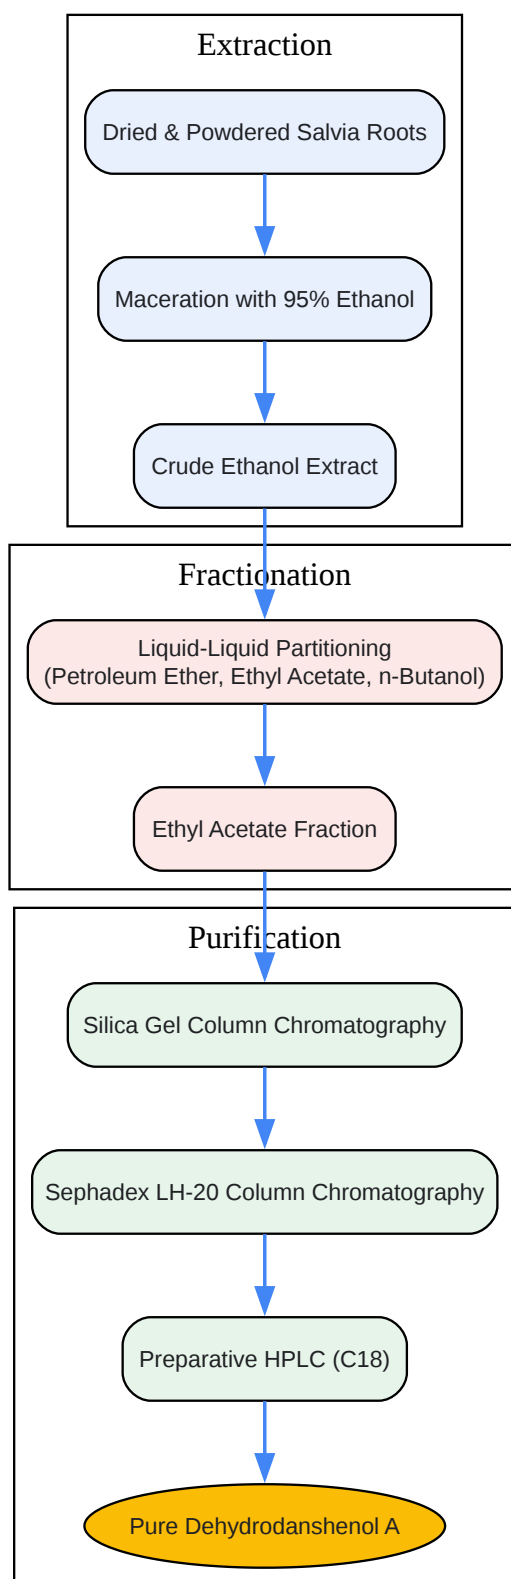 Extraction
Dried & Powdered Salvia Roots
Maceration with 95% Ethanol
Crude Ethanol Extract
Fractionation
Liquid-Liquid Partitioning
(Petroleum Ether, Ethyl Acetate, n-Butanol)
Ethyl Acetate Fraction
Purification
Silica Gel Column Chromatography
Sephadex LH-20 Column Chromatography
Preparative HPLC (C18)
Pure Dehydrodanshenol A